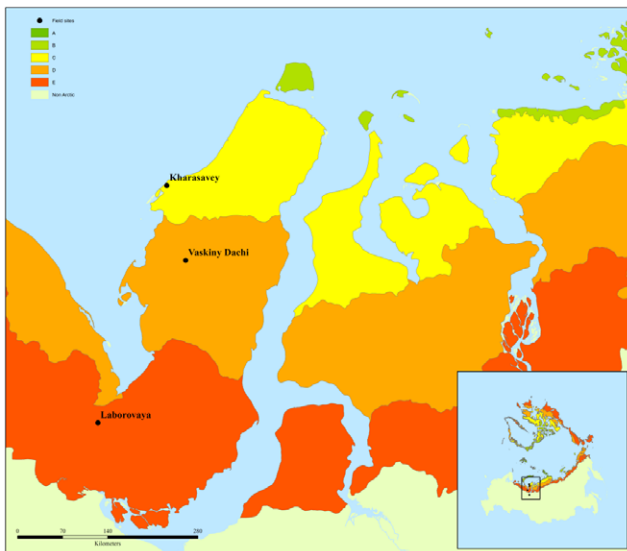 Field sites
A
B
C
D
E
Non Arctic
Kharasavey
Vaskiny Dachi
Laborovaya
0 70 140 280
Kilometers